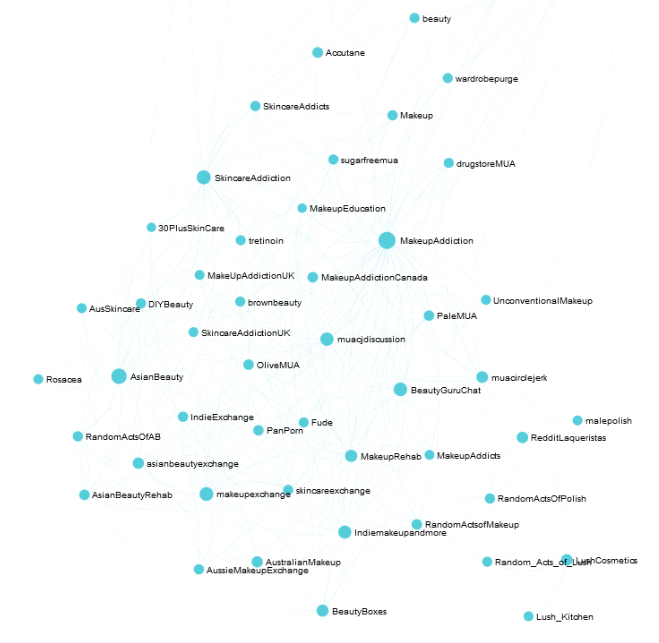 beauty
Accutane
wardrobepurge
SkincareAddicts
Makeup
sugarfreemua
drugstoreMUA
SkincareAddiction
MakeupEducation
30PlusSkinCare
tretinoin
MakeupAddiction
MakeUpAddictionUK
MakeupAddictionCanada
AusSkincare
DIYBeauty
brownbeauty
UnconventionalMakeup
PaleMUA
SkincareAddictionUK
muacjdiscussion
OliveMUA
Rosacea
AsianBeauty
muacirclejerk
BeautyGuruChat
IndieExchange
Fude
malepolish
PanPorn
RandomActsOfAB
RedditLaqueristas
MakeupRehab
MakeupAddicts
asianbeautyexchange
AsianBeautyRehab
makeupexchange
skincareexchange
RandomActsOfPolish
RandomActsofMakeup
Indiemakeupandmore
AustralianMakeup
Random_Acts_of_Lush
LushCosmetics
AussieMakeupExchange
BeautyBoxes
Lush_Kitchen